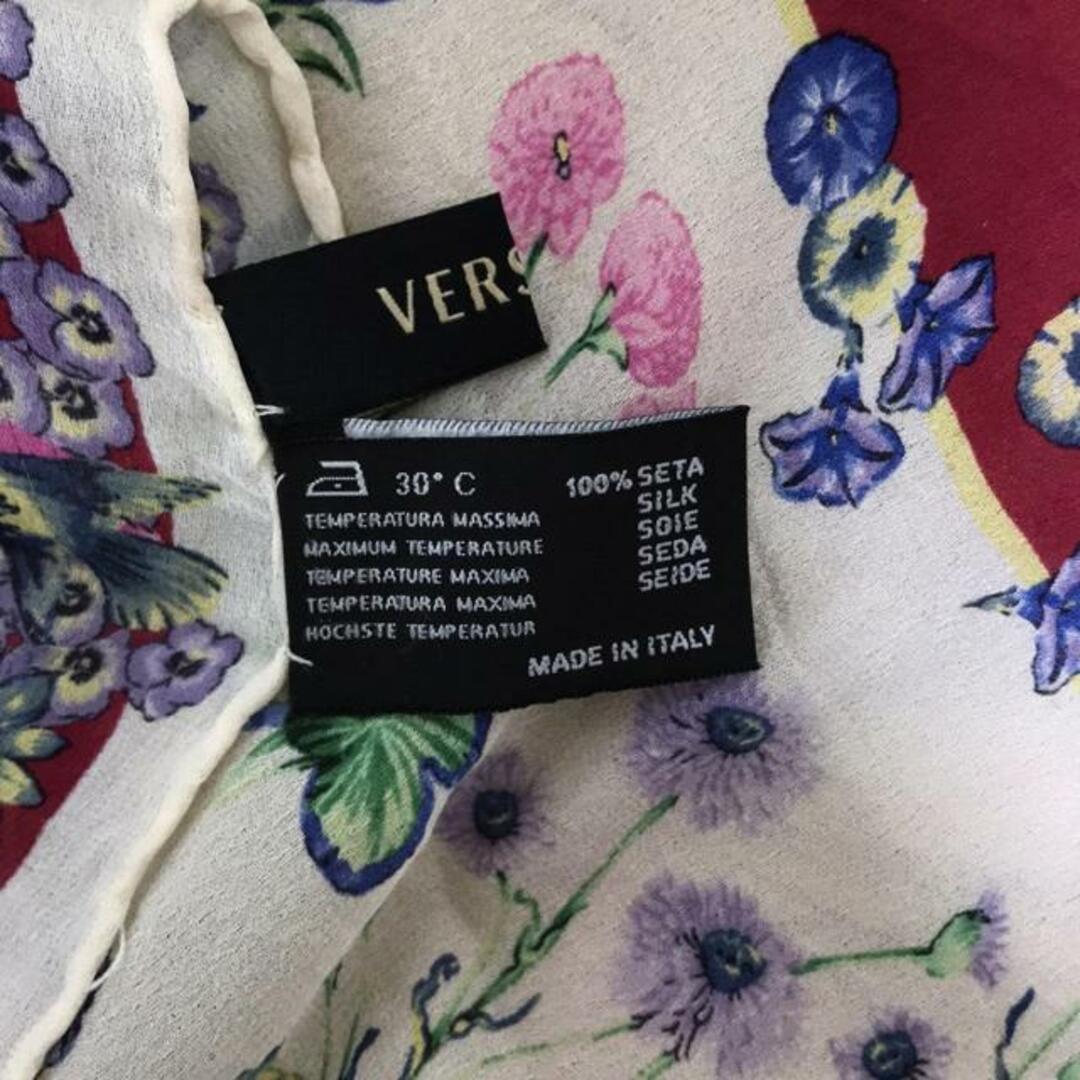 VERS
30° C
TEMPERATURA MASSIMA
MAXIMUM TEMPERATURE
TEMPERATURE MAXIMA
TEMPERATURA MAXIMA
HÖCHSTE TEMPERATUR
100% SETA
SILK
SOIE
SEDA
SEIDE
MADE IN ITALY